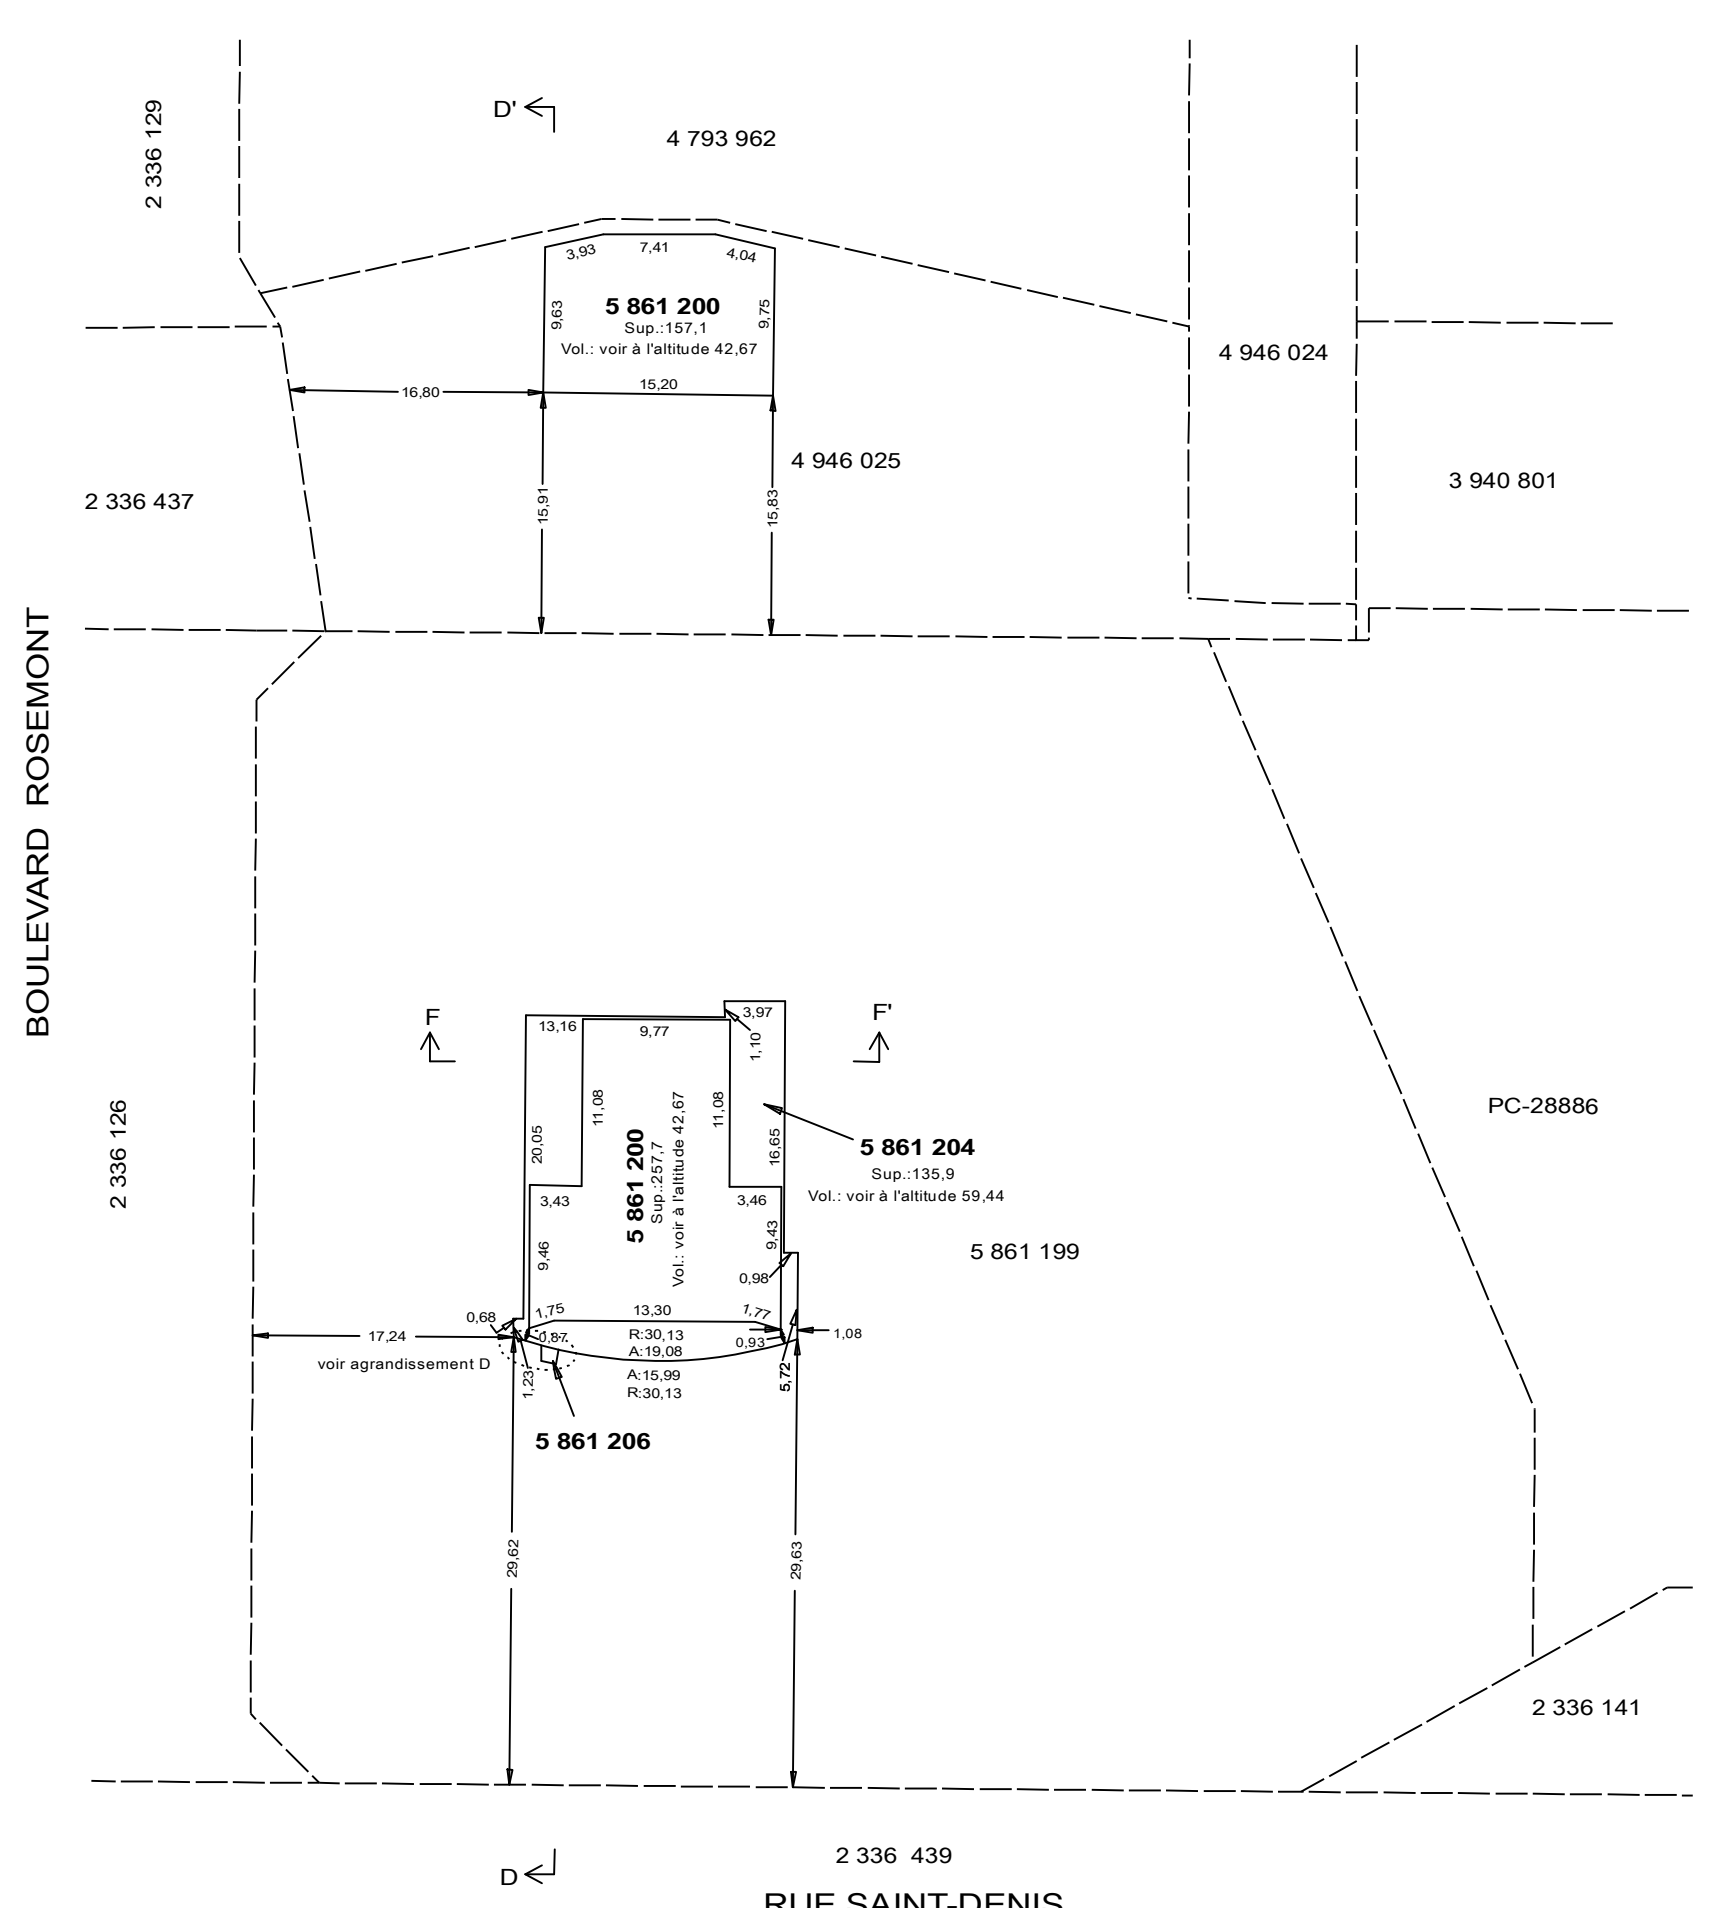 D'
4 793 962
2 336 129
3,93
7,41
4,04
9,63
5 861 200
Sup.:157,1
Vol.: voir à l'altitude 42,67
9,75
15,20
16,80
4 946 024
15,91
15,83
4 946 025
3 940 801
2 336 437
BOULEVARD ROSEMONT
F
F'
3,97
13,16
9,77
1,10
11,08
11,08
20,05
5 861 200
Sup.:257,7
Vol.: voir à l'altitude 42,67
16,65
5 861 204
Sup.:135,9
Vol.: voir à l'altitude 59,44
PC-28886
2 336 126
3,43
3,46
9,46
9,43
5 861 199
0,98
0,68
1,75
13,30
1,77
17,24
0,87
R:30,13
A:19,08
0,93
1,08
voir agrandissement D
1,23
A:15,99
R:30,13
5,72
5 861 206
29,62
29,63
2 336 141
2 336 439
D
RUE SAINT-DENIS